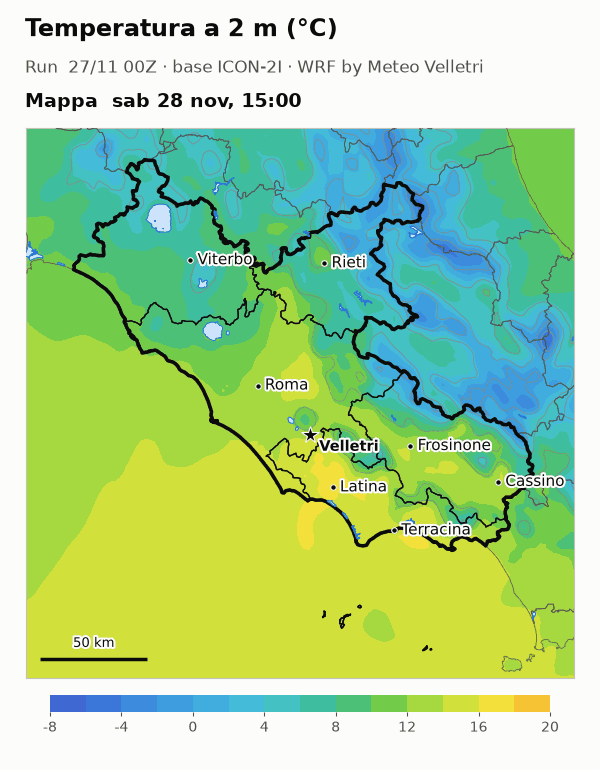 Temperatura a 2 m (°C)
Run 27/11 00Z · base ICON-2I · WRF by Meteo Velletri
Mappa sab 28 nov, 15:00
Viterbo
Rieti
Roma
Velletri
Frosinone
Latina
Cassino
Terracina
50 km
-8 -4 0 4 8 12 16 20